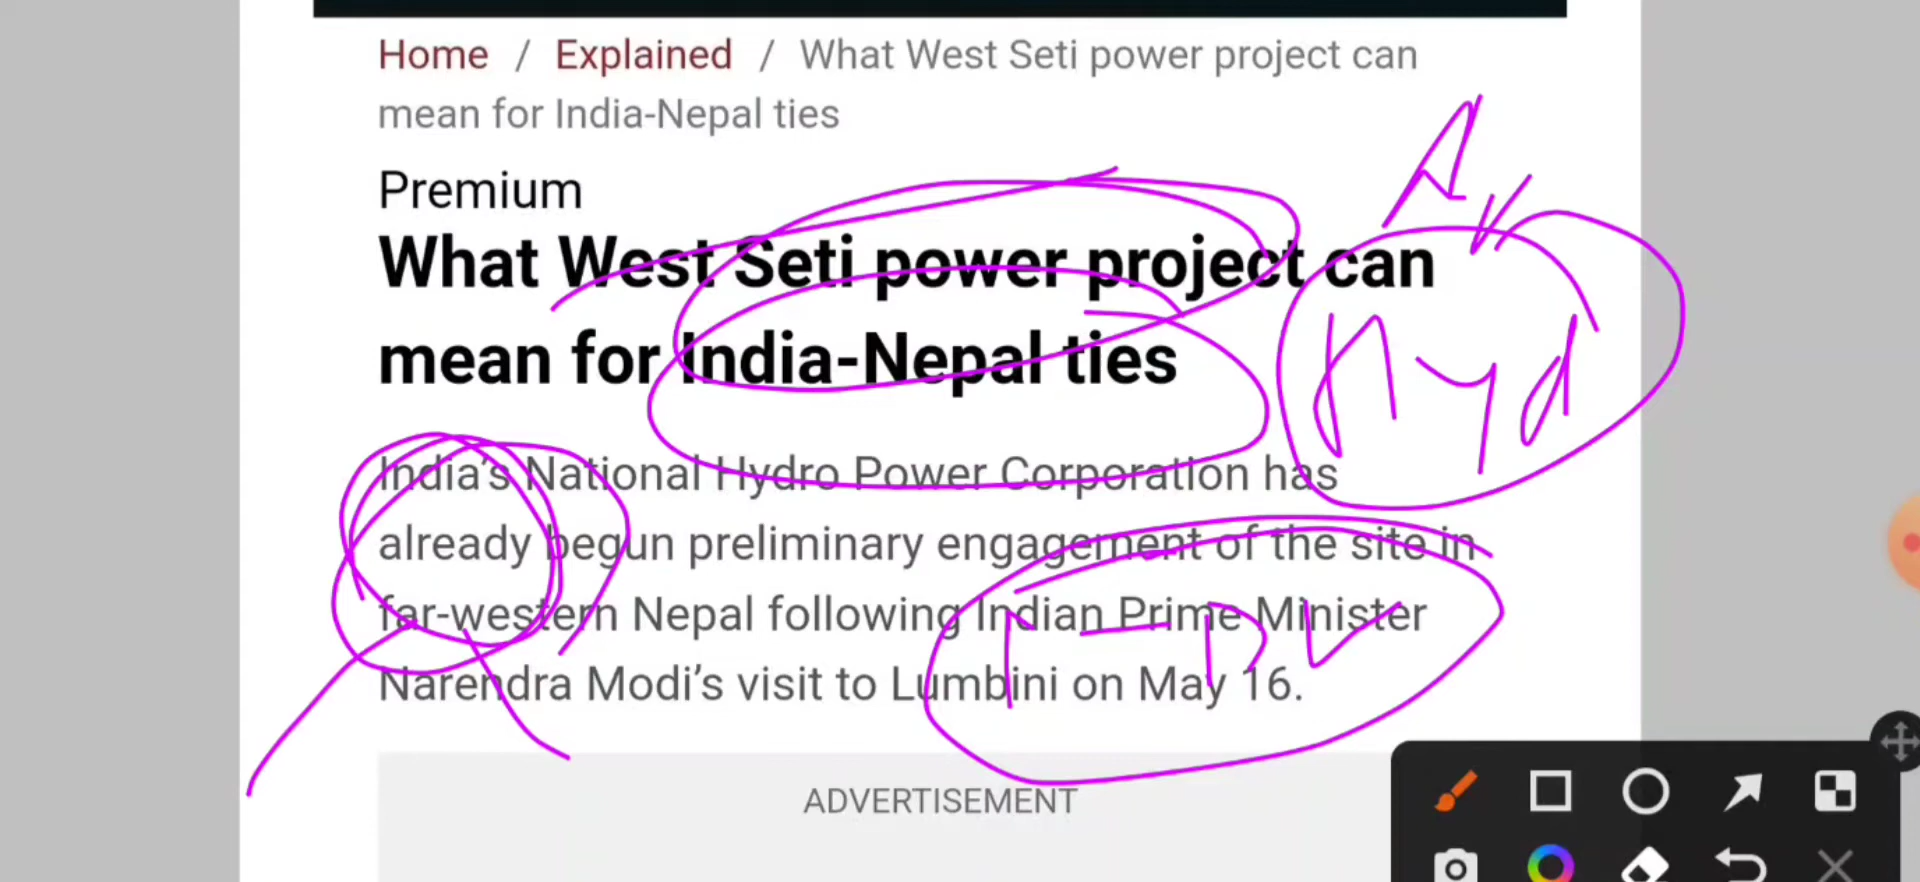 Home / Explained / What West Seti power project can
mean for India-Nepal ties
Premium
What West Seti power project can
mean for India-Nepal ties
Hyd
India's National Hydro Power Corporation has
already begun preliminary engagement of the site in
far-western Nepal following Indian Prime Minister
Narendra Modi's visit to Lumbini on May 16.
ADVERTISEMENT